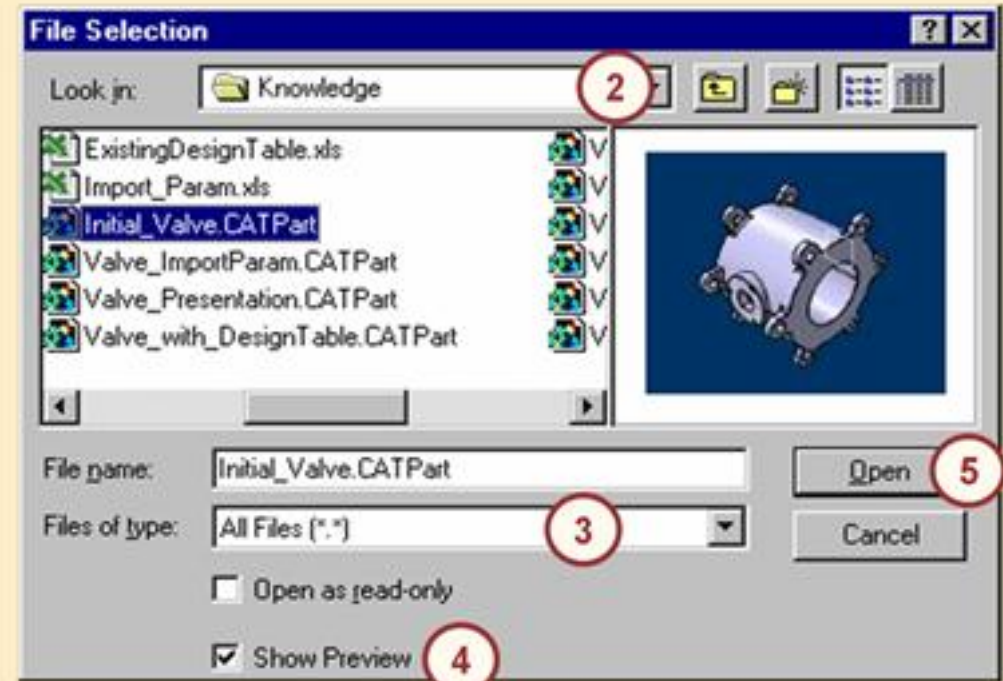 File Selection
Look in: Knowledge 2
ExistingDesignTable.xls V
Import_Param.xls V
Initial_Valve.CATPart V
Valve_ImportParam.CATPart V
Valve_Presentation.CATPart V
Valve_with_DesignTable.CATPart V
File name: Initial_Valve.CATPart Open 5
Files of type: All Files (*.*) 3 Cancel
Open as read-only
Show Preview 4